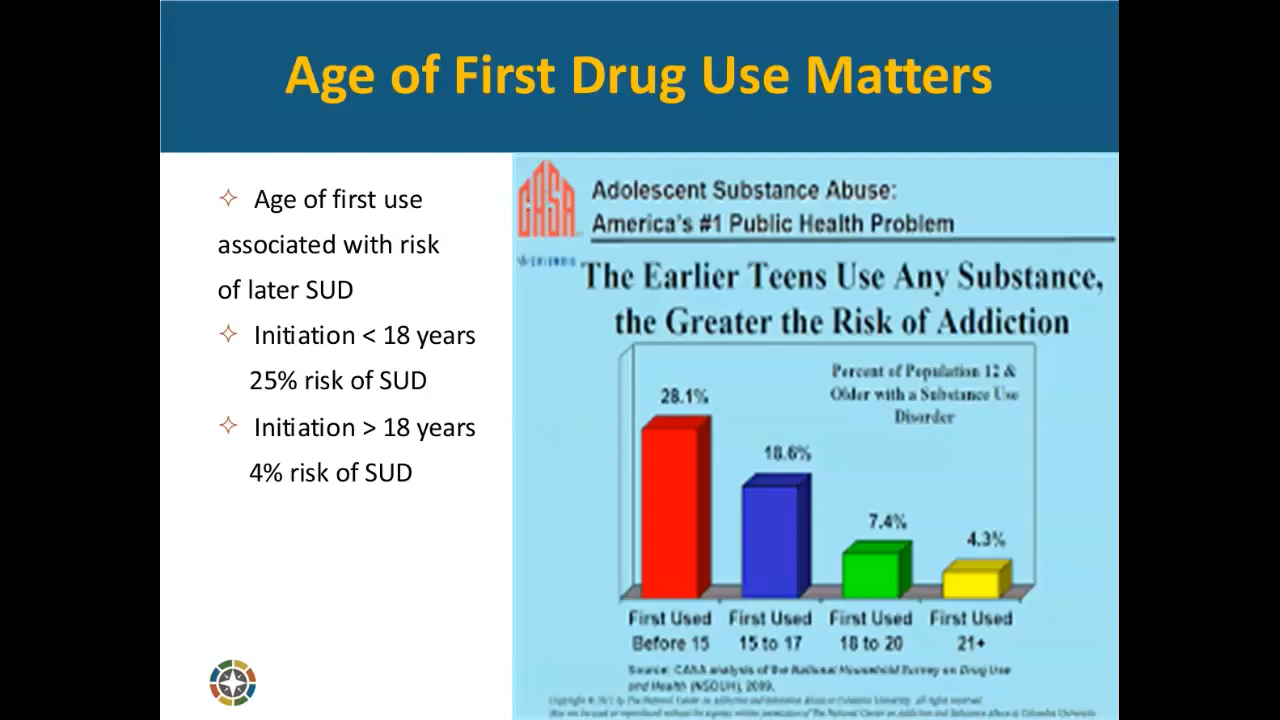 Age of First Drug Use Matters
Age of first use
associated with risk
of later SUD
Initiation < 18 years
25% risk of SUD
Initiation > 18 years
4% risk of SUD
CASA
Adolescent Substance Abuse:
America's #1 Public Health Problem
The Earlier Teens Use Any Substance,
the Greater the Risk of Addiction
Percent of Population 12 &
Older with a Substance Use
Disorder
28.1%
18.6%
7.4%
4.3%
First Used
Before 15
First Used
15 to 17
First Used
18 to 20
First Used
21+
Source: CASA analysis of the National Household Survey on Drug Use
and Health (NSDUH), 2009.